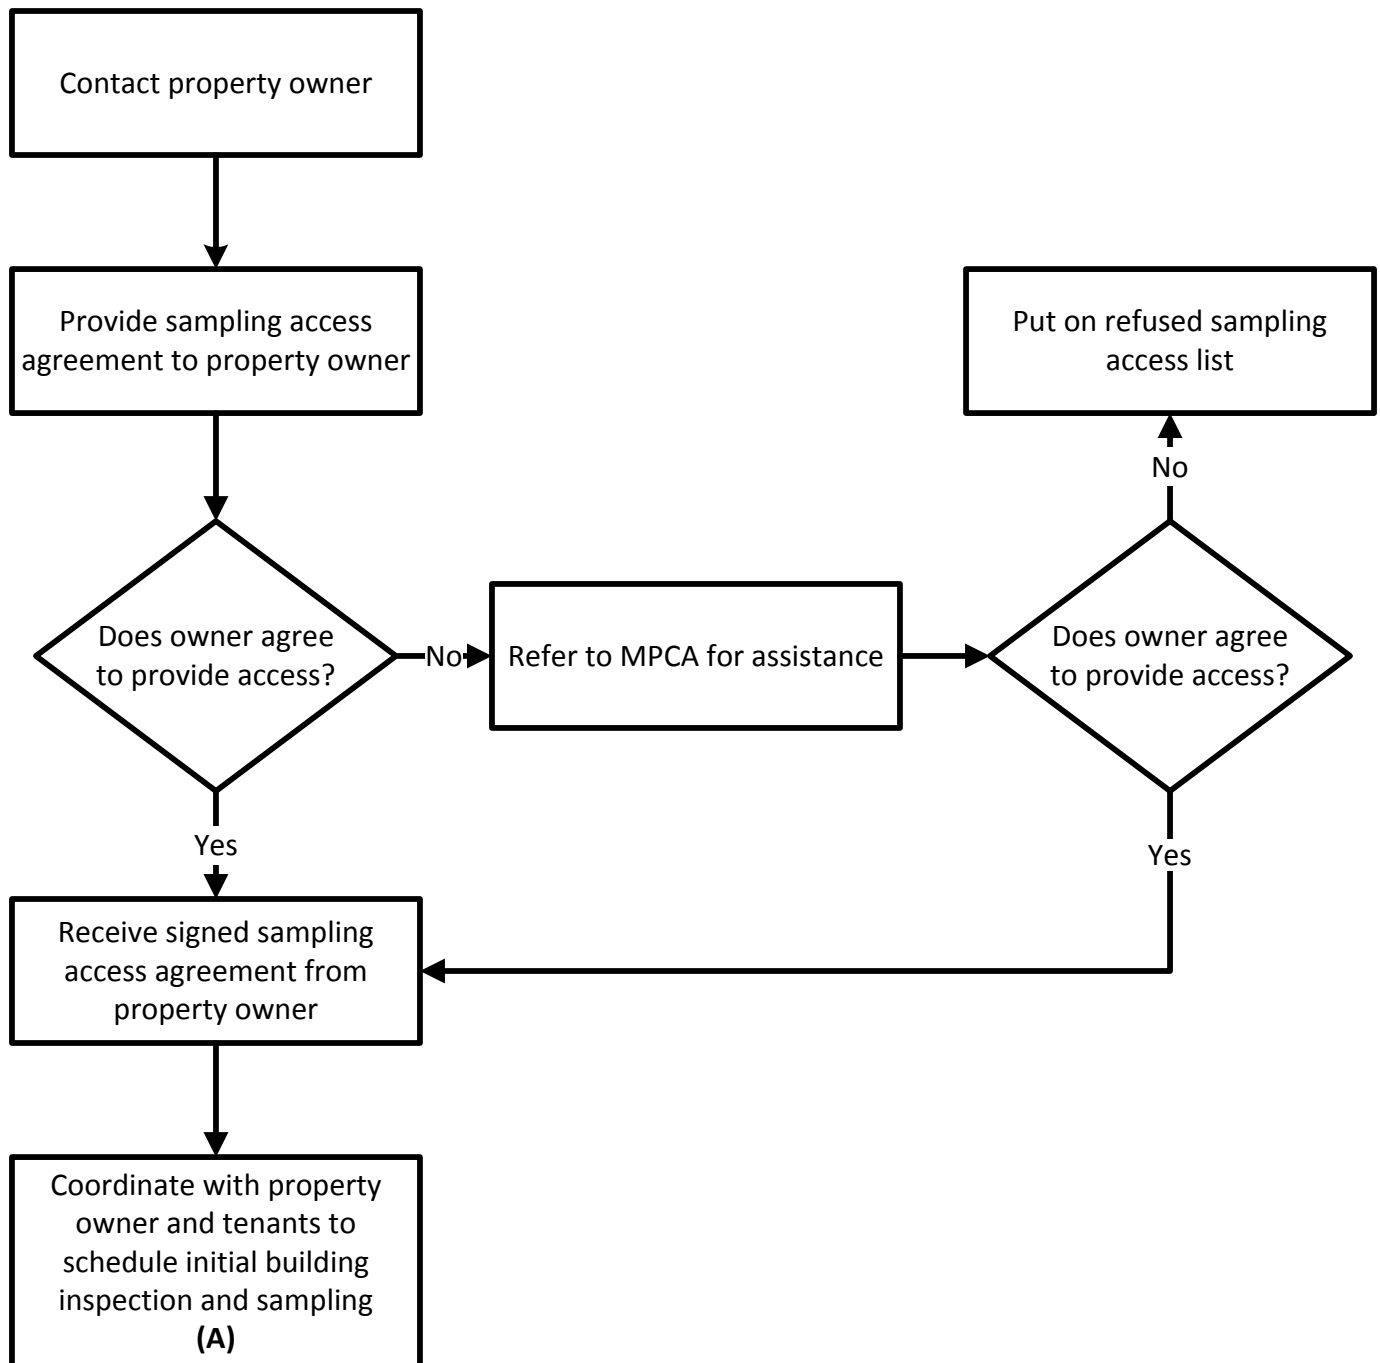 Contact property owner
Provide sampling access
agreement to property owner
Put on refused sampling
access list
No
Does owner agree
to provide access?
No
Refer to MPCA for assistance
Does owner agree
to provide access?
Yes
Yes
Receive signed sampling
access agreement from
property owner
Coordinate with property
owner and tenants to
schedule initial building
inspection and sampling
(A)